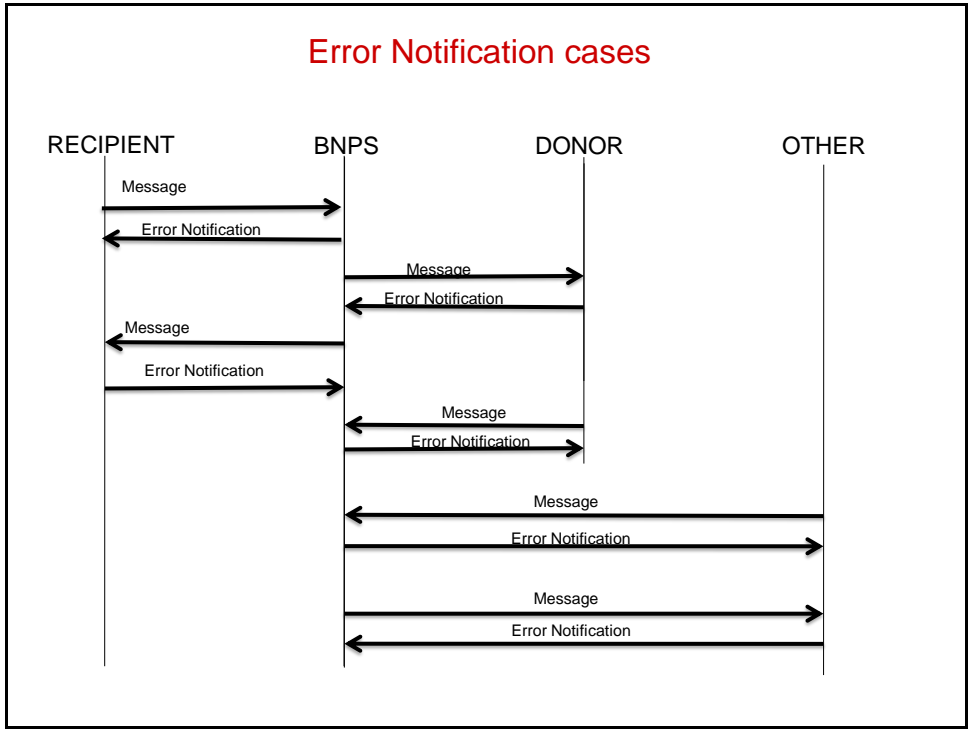 Error Notification cases
RECIPIENT BNPS DONOR OTHER
Message
Error Notification
Message
Error Notification
Message
Error Notification
Message
Error Notification
Message
Error Notification
Message
Error Notification